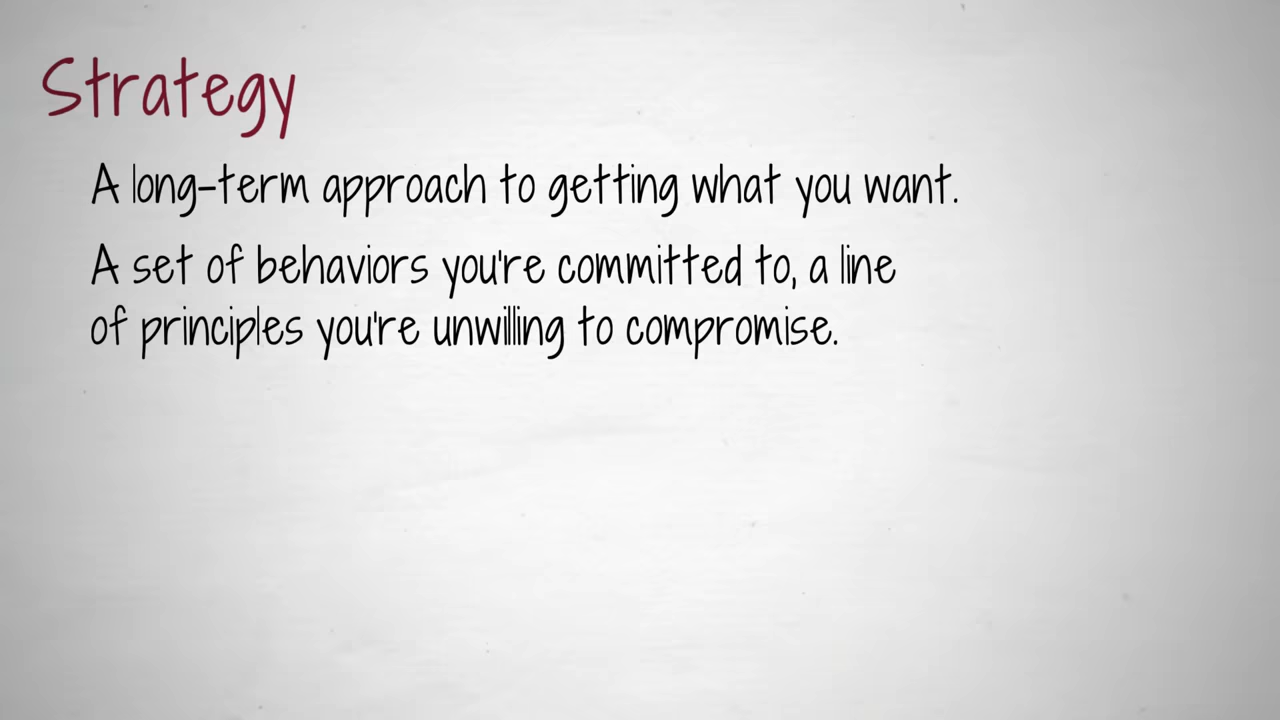 Strategy
A long-term approach to getting what you want.
A set of behaviors you're committed to, a line
of principles you're unwilling to compromise.